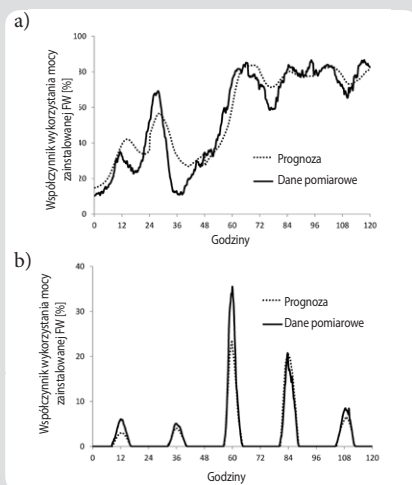 a)
Współczynnik wykorzystania mocy
zainstalowanej FW [%]
100
80
60
40
20
0
0 12 24 36 48 60 72 84 96 108 120
Godziny
Prognoza
Dane pomiarowe
b)
Współczynnik wykorzystania mocy
zainstalowanej FW [%]
40
30
20
10
0
0 12 24 36 48 60 72 84 96 108 120
Godziny
Prognoza
Dane pomiarowe